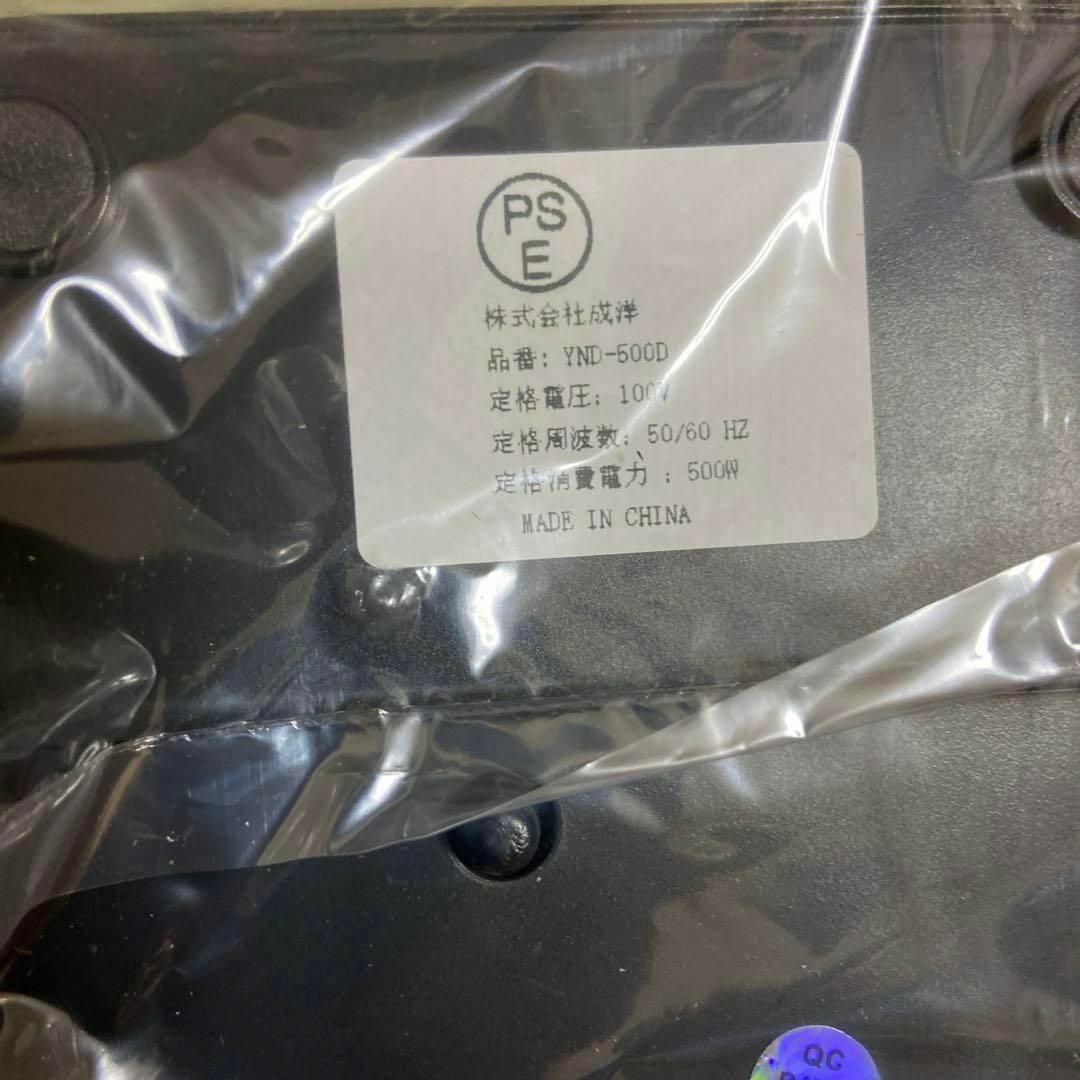 PS
E
株式会社成洋
品番: YND-500D
定格電圧: 100V
定格周波数: 50/60 HZ
定格消費電力 : 500W
MADE IN CHINA
QC